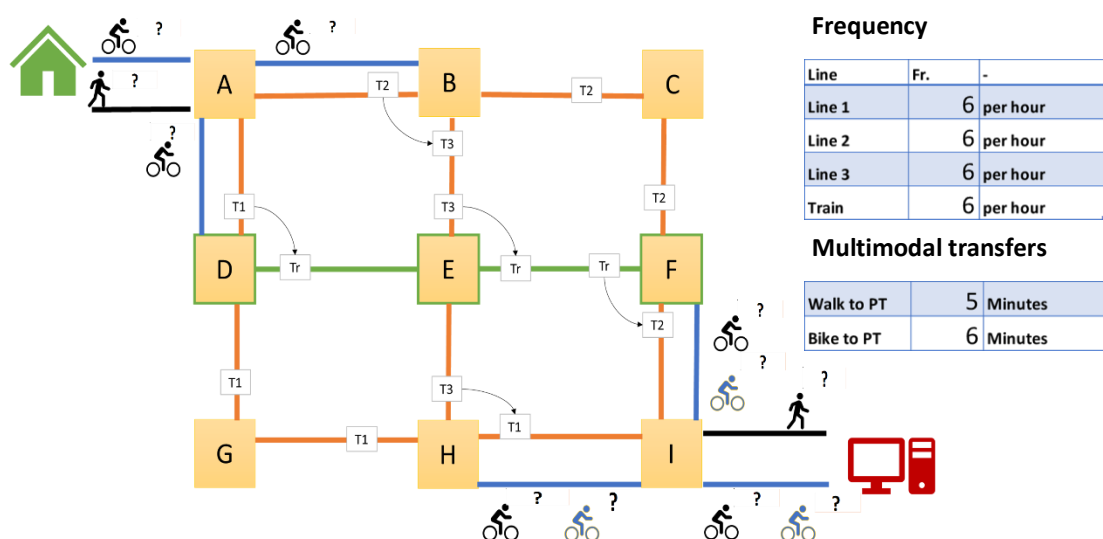 ?
?
Frequency
A
B
C
?
T2
T2
Line Fr. -
Line 1 6 per hour
Line 2 6 per hour
Line 3 6 per hour
Train 6 per hour
?
T3
T1
T3
T2
Multimodal transfers
D
Tr
E
Tr
Tr
F
Walk to PT 5 Minutes
Bike to PT 6 Minutes
?
T2
?
?
T1
T3
T1
T1
G
H
I
?
?
?
?